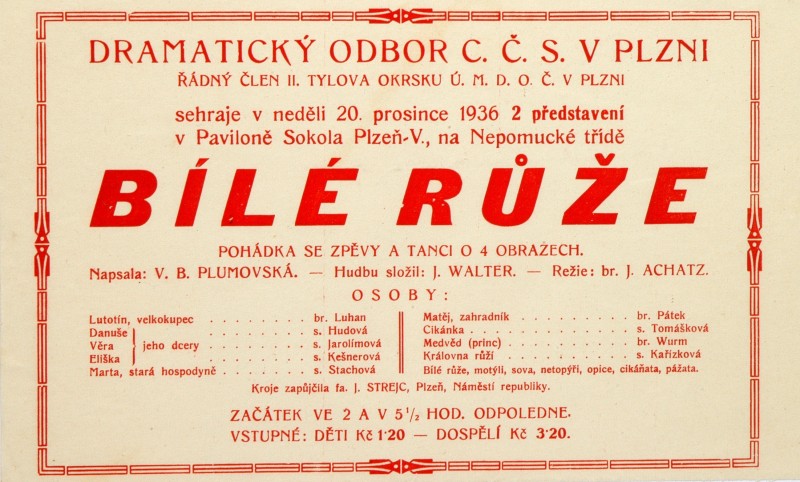 DRAMATICKÝ ODBOR C. Č. S. V PLZNI
ŘÁDNÝ ČLEN II. TYLOVA OKRSKU Ú. M. D. O. Č. V PLZNI
sehraje v neděli 20. prosince 1936 2 představení
v Paviloně Sokola Plzeň-V., na Nepomucké třídě
BÍLÉ RŮŽE
POHÁDKA SE ZPĚVY A TANCI O 4 OBRAZECH.
Napsala: V. B. PLUMOVSKÁ. — Hudbu složil: J. WALTER. — Režie: br. J. ACHATZ.
OSOBY:
Lutotín, velkokupec . . . . . . . . . br. Luhan
Danuše . . . . . . . . . s. Hudová
Věra } jeho dcery . . . . . . . . . s. Jarolímová
Eliška . . . . . . . . . s. Kešnerová
Marta, stará hospodyně . . . . . . . s. Stachová
Matěj, zahradník . . . . . . . . . br. Pátek
Cikánka . . . . . . . . . . . . s. Tomášková
Medvěd (princ) . . . . . . . . . br. Wurm
Královna růží . . . . . . . . . s. Kařízková
Bílé růže, motýli, sova, netopýři, opice, cikáňata, pážata.
Kroje zapůjčila fa. J. STREJC, Plzeň, Náměstí republiky.
ZAČÁTEK VE 2 A V 5 1/2 HOD. ODPOLEDNE.
VSTUPNÉ: DĚTI Kč 1·20 — DOSPĚLÍ Kč 3·20.